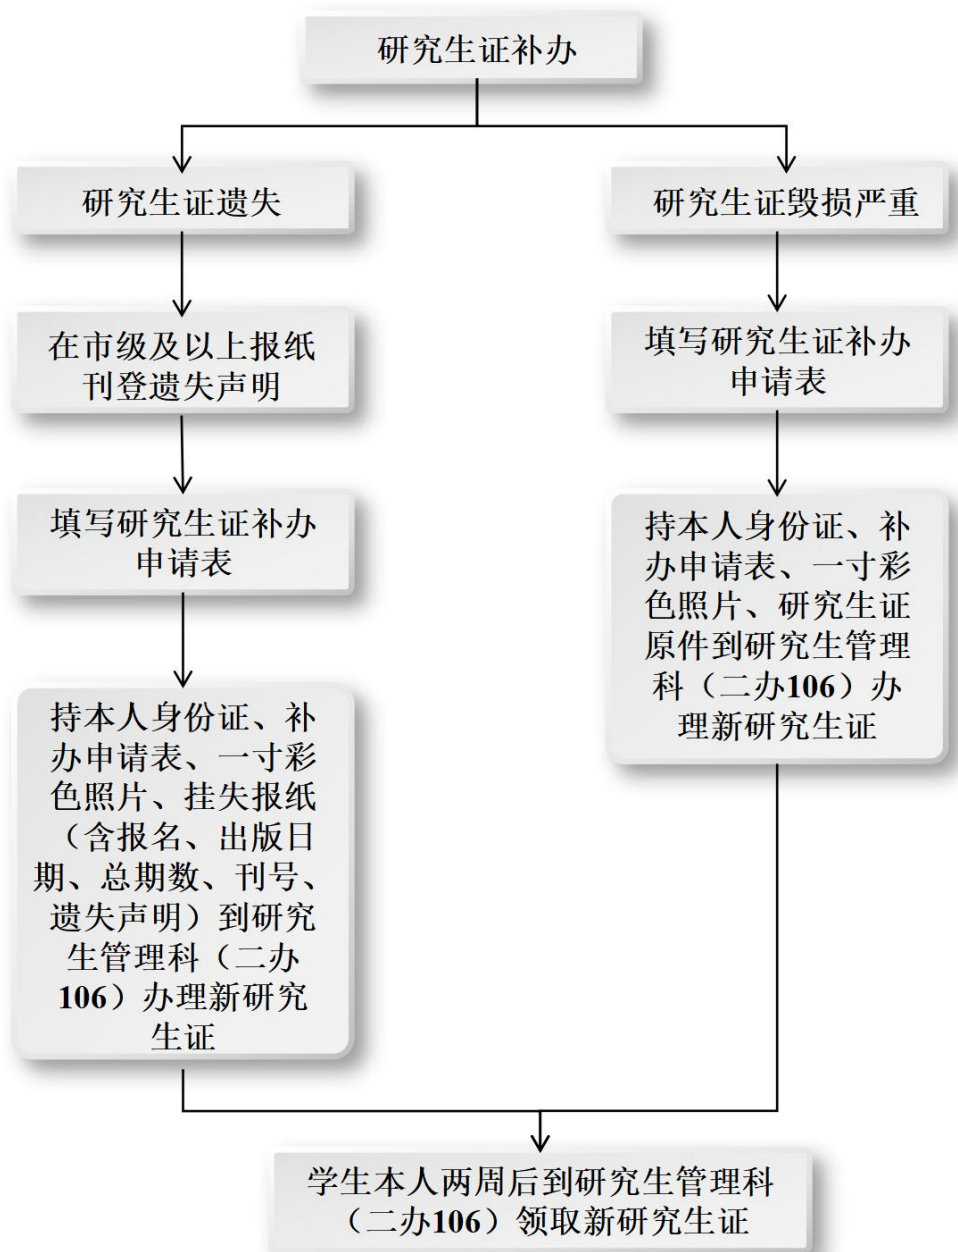 研究生证补办
研究生证遗失
研究生证毁损严重
在市级及以上报纸
刊登遗失声明
填写研究生证补办
申请表
填写研究生证补办
申请表
持本人身份证、补
办申请表、一寸彩
色照片、研究生证
原件到研究生管理
科（二办106）办
理新研究生证
持本人身份证、补
办申请表、一寸彩
色照片、挂失报纸
（含报名、出版日
期、总期数、刊号、
遗失声明）到研究
生管理科（二办
106）办理新研究
生证
学生本人两周后到研究生管理科
（二办106）领取新研究生证